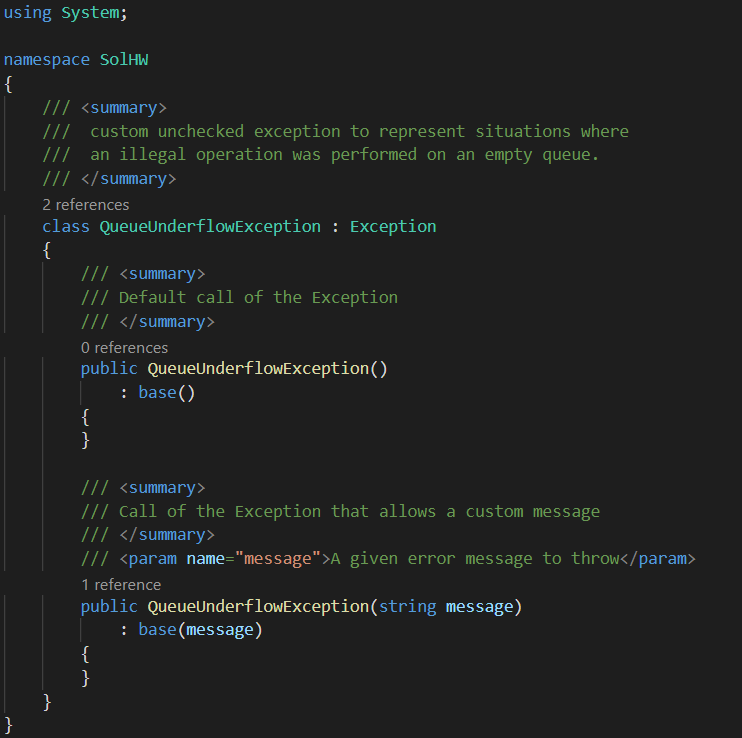 using System;
namespace SolHW
{
/// <summary>
///  custom unchecked exception to represent situations where
///  an illegal operation was performed on an empty queue.
/// </summary>
2 references
class QueueUnderflowException : Exception
{
/// <summary>
/// Default call of the Exception
/// </summary>
0 references
public QueueUnderflowException()
: base()
{
}
/// <summary>
/// Call of the Exception that allows a custom message
/// </summary>
/// <param name="message">A given error message to throw</param>
1 reference
public QueueUnderflowException(string message)
: base(message)
{
}
}
}